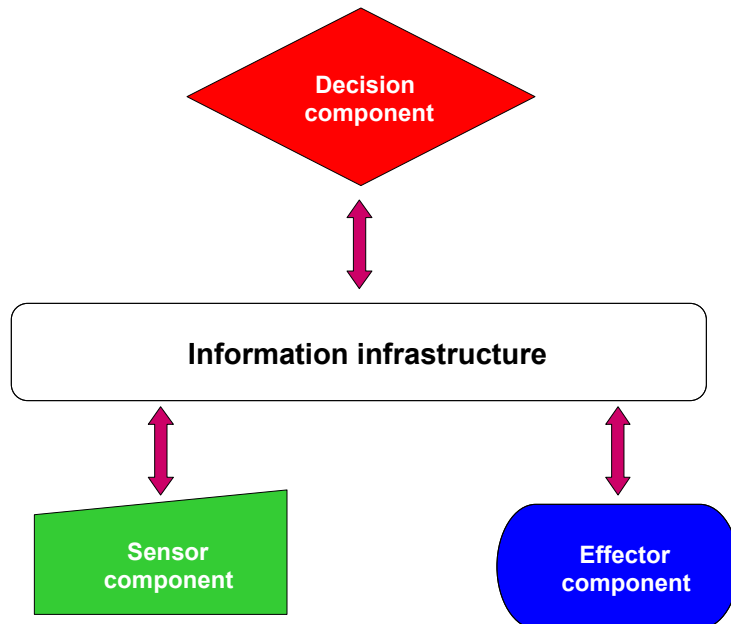 Decision
component
Information infrastructure
Sensor
component
Effector
component